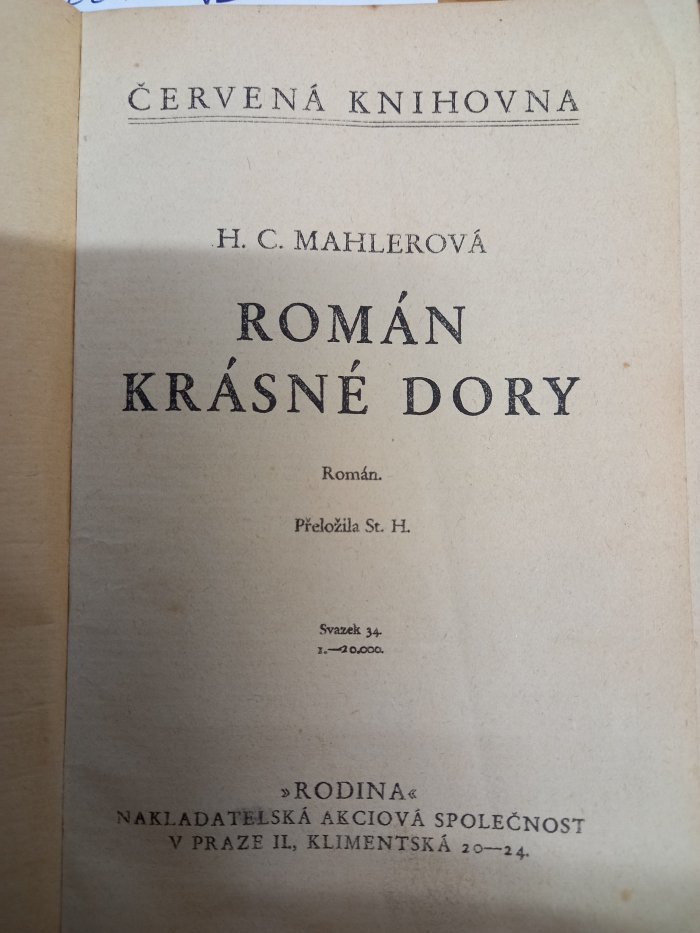 ČERVENÁ KNIHOVNA
H. C. MAHLEROVÁ
ROMÁN
KRÁSNÉ DORY
Román.
Přeložila St. H.
Svazek 34.
1.—20.000.
»RODINA«
NAKLADATELSKÁ AKCIOVÁ SPOLEČNOST
V PRAZE II., KLIMENTSKÁ 20—24.